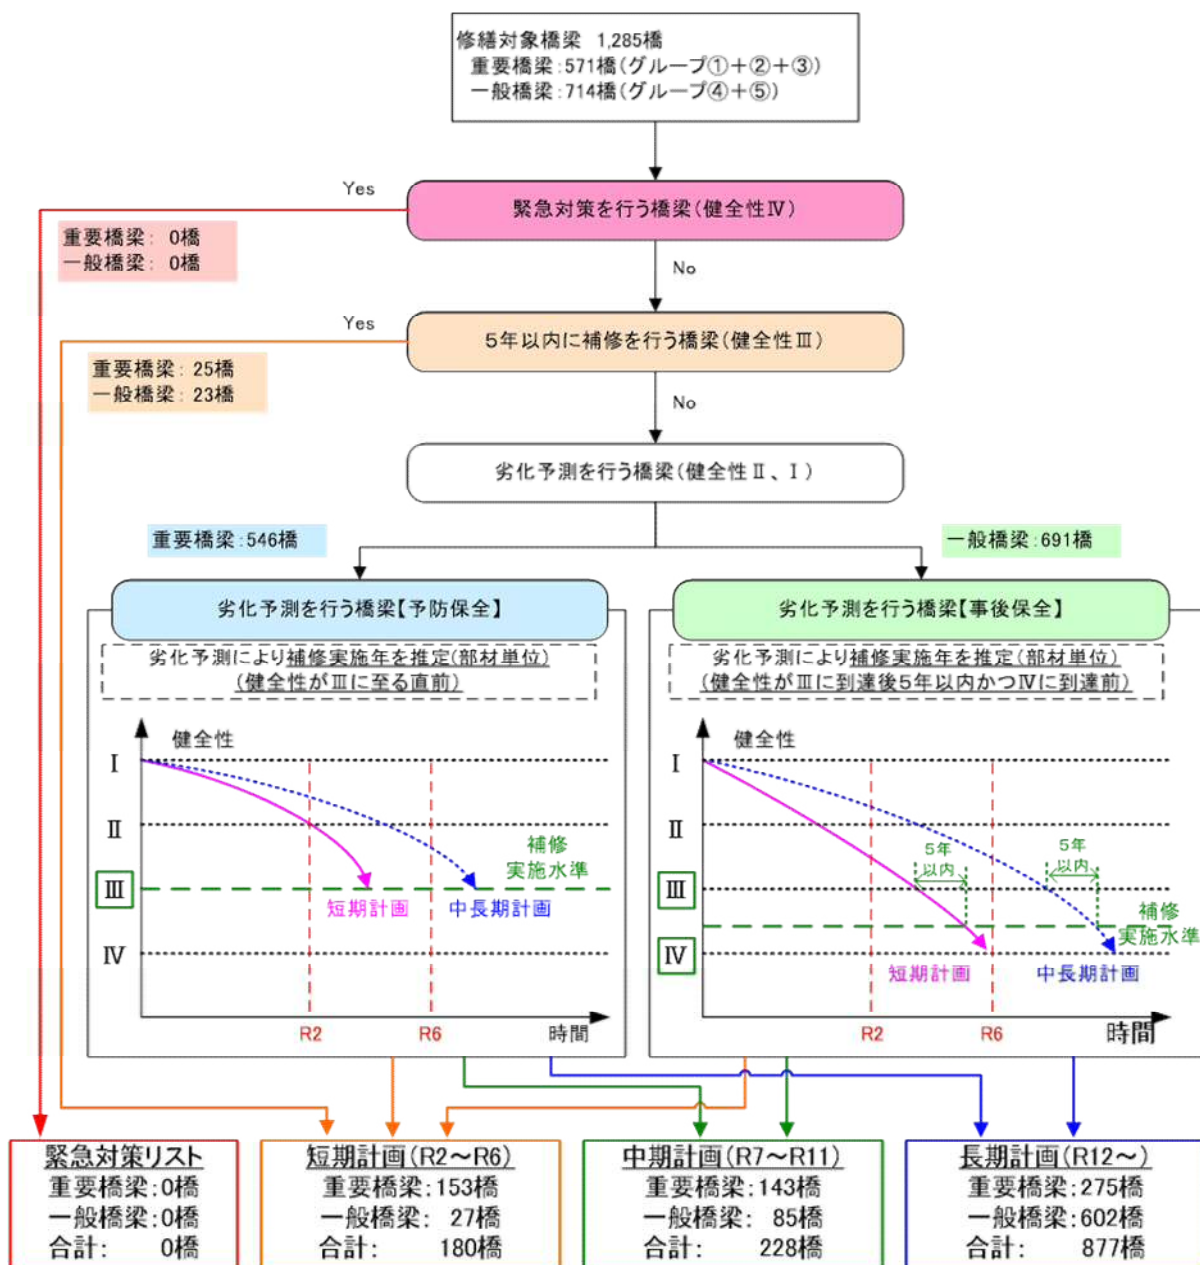 修繕対象橋梁 1,285橋
重要橋梁:571橋(グループ①+②+③)
一般橋梁:714橋(グループ④+⑤)
Yes
緊急対策を行う橋梁(健全性Ⅳ)
重要橋梁: 0橋
一般橋梁: 0橋
No
Yes
5年以内に補修を行う橋梁(健全性Ⅲ)
重要橋梁: 25橋
一般橋梁: 23橋
No
劣化予測を行う橋梁(健全性Ⅱ、Ⅰ)
重要橋梁:546橋
一般橋梁:691橋
劣化予測を行う橋梁【予防保全】
劣化予測により補修実施年を推定(部材単位)
(健全性がⅢに至る直前)
健全性
Ⅰ
Ⅱ
Ⅲ
Ⅳ
補修
実施水準
短期計画
中長期計画
R2
R6
時間
劣化予測を行う橋梁【事後保全】
劣化予測により補修実施年を推定(部材単位)
(健全性がⅢに到達後5年以内かつⅣに到達前)
健全性
Ⅰ
Ⅱ
Ⅲ
Ⅳ
5年
以内
5年
以内
補修
実施水準
短期計画
中長期計画
R2
R6
時間
緊急対策リスト
重要橋梁:0橋
一般橋梁:0橋
合計: 0橋
短期計画(R2~R6)
重要橋梁:153橋
一般橋梁: 27橋
合計: 180橋
中期計画(R7~R11)
重要橋梁:143橋
一般橋梁: 85橋
合計: 228橋
長期計画(R12~)
重要橋梁:275橋
一般橋梁:602橋
合計: 877橋